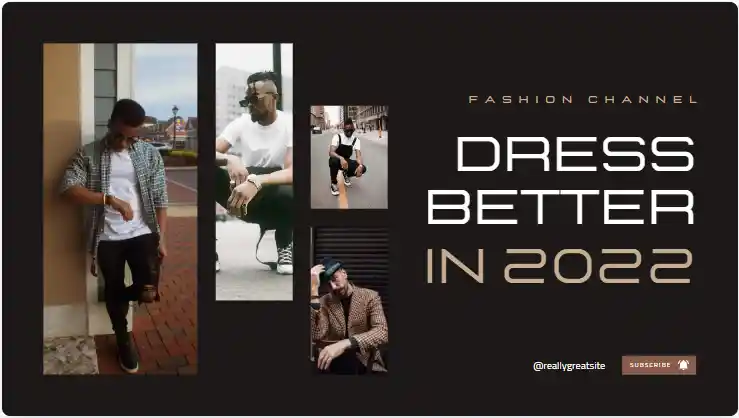 FASHION CHANNEL
DRESS
BETTER
IN 2022
@reallygreatsite
SUBSCRIBE